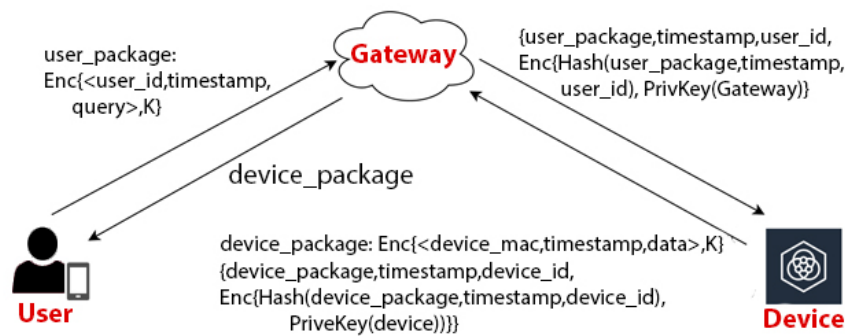 user_package:
Enc{<user_id,timestamp,
query>,K}
Gateway
{user_package,timestamp,user_id,
Enc{Hash(user_package,timestamp,
user_id), PrivKey(Gateway)}
device_package
device_package: Enc{<device_mac,timestamp,data>,K}
{device_package,timestamp,device_id,
Enc{Hash(device_package,timestamp,device_id),
PriveKey(device))}}
User
Device